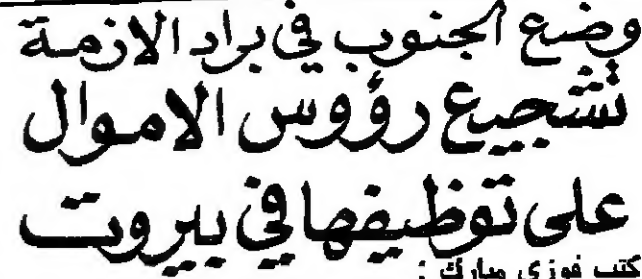 وضع الجنوب في براد الازمة
تشجيع رؤوس الاموال
على توظيفها في بيروت
كتب فوزي مبارك :